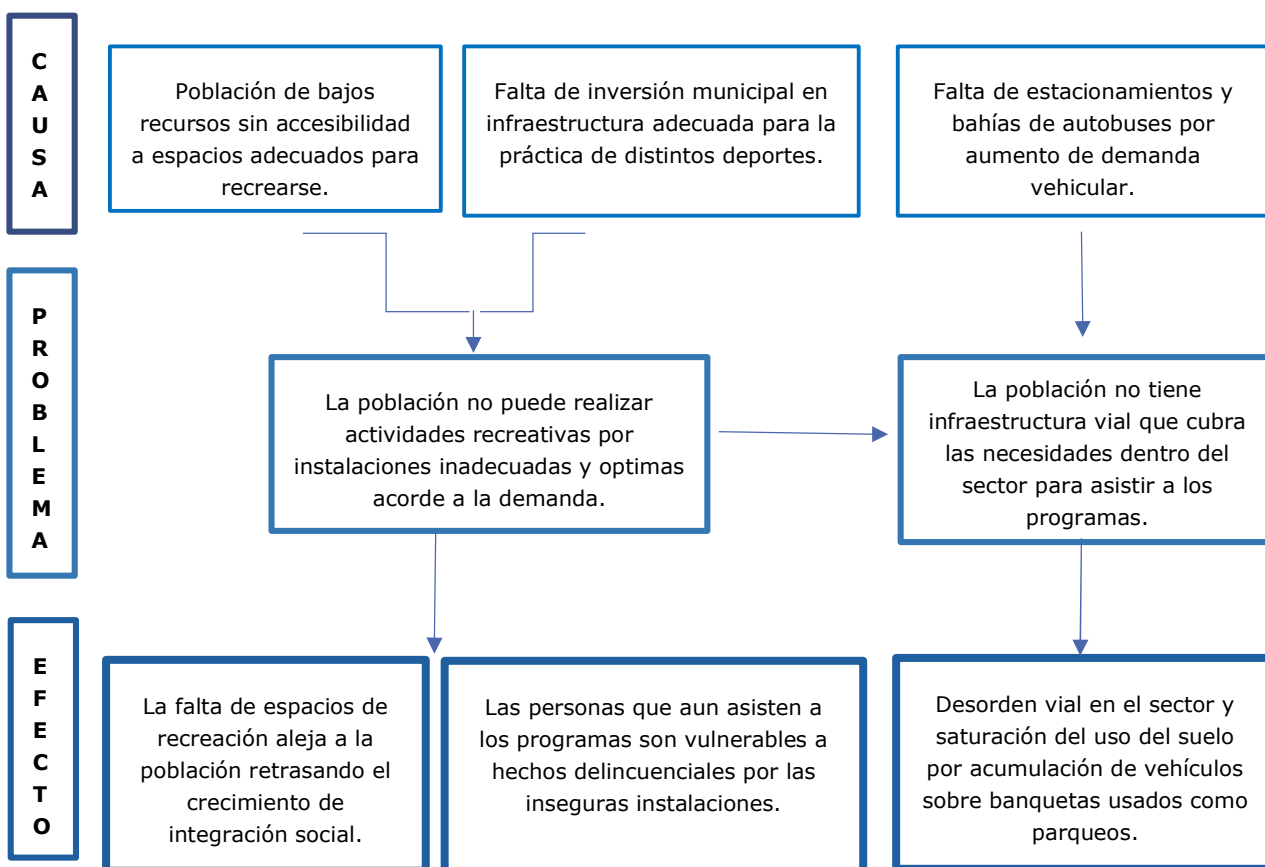 C
A
U
S
A
Población de bajos
recursos sin accesibilidad
a espacios adecuados para
recrearse.
Falta de inversión municipal en
infraestructura adecuada para la
práctica de distintos deportes.
Falta de estacionamientos y
bahías de autobuses por
aumento de demanda
vehicular.
P
R
O
B
L
E
M
A
La población no puede realizar
actividades recreativas por
instalaciones inadecuadas y optimas
acorde a la demanda.
La población no tiene
infraestructura vial que cubra
las necesidades dentro del
sector para asistir a los
programas.
E
F
E
C
T
O
La falta de espacios de
recreación aleja a la
población retrasando el
crecimiento de
integración social.
Las personas que aun asisten a
los programas son vulnerables a
hechos delincuenciales por las
inseguras instalaciones.
Desorden vial en el sector y
saturación del uso del suelo
por acumulación de vehículos
sobre banquetas usados como
parqueos.